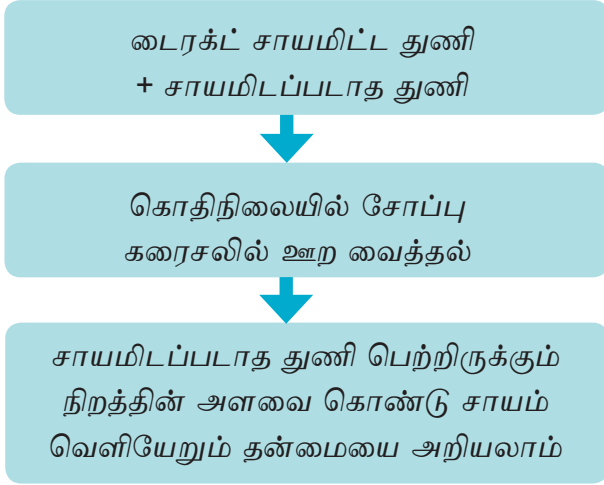 டைரக்ட் சாயமிட்ட துணி
+ சாயமிடப்படாத துணி
கொதிநிலையில் சோப்பு
கரைசலில் ஊற வைத்தல்
சாயமிடப்படாத துணி பெற்றிருக்கும்
நிறத்தின் அளவை கொண்டு சாயம்
வெளியேறும் தன்மையை அறியலாம்